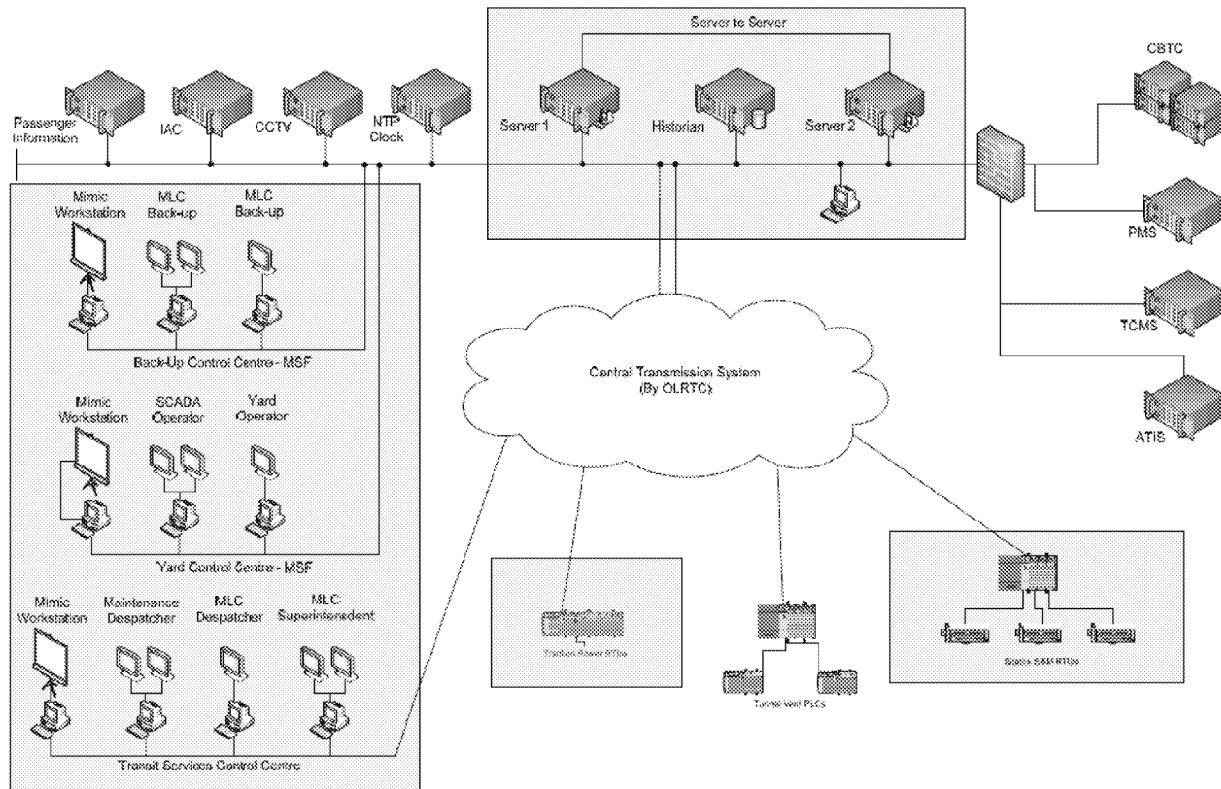 Server to Server
CBTC
Passenger
Information
IAC
CCTV
NTP
Clock
Server 1
Historian
Server 2
PMS
TCMS
ATIS
Mimic
Workstation
MLC
Back-up
MLC
Back-up
Back-Up Control Centre - MSF
Mimic
Workstation
SCADA
Operator
Yard
Operator
Yard Control Centre - MSF
Mimic
Workstation
Maintenance
Despatcher
MLC
Despatcher
MLC
Superintendent
Transit Services Control Centre
Central Transmission System
(By OLRTC)
Traction Power RTUs
Tunnel Vent PLCs
Station E&M RTUs